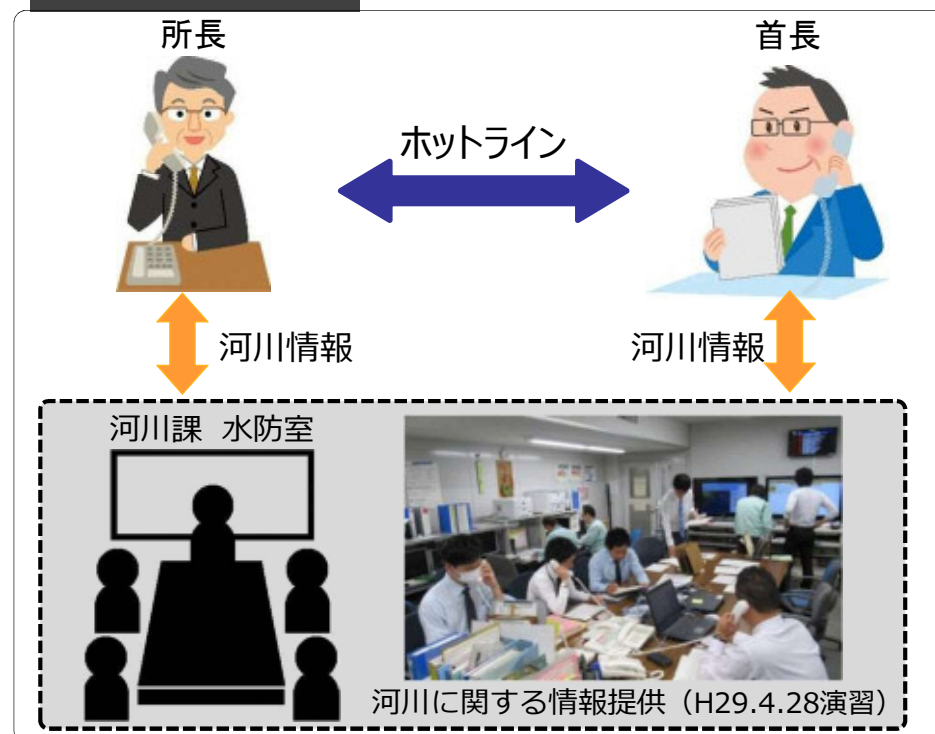 所長
首長
ホットライン
河川情報
河川情報
河川課 水防室
河川に関する情報提供（H29.4.28演習）